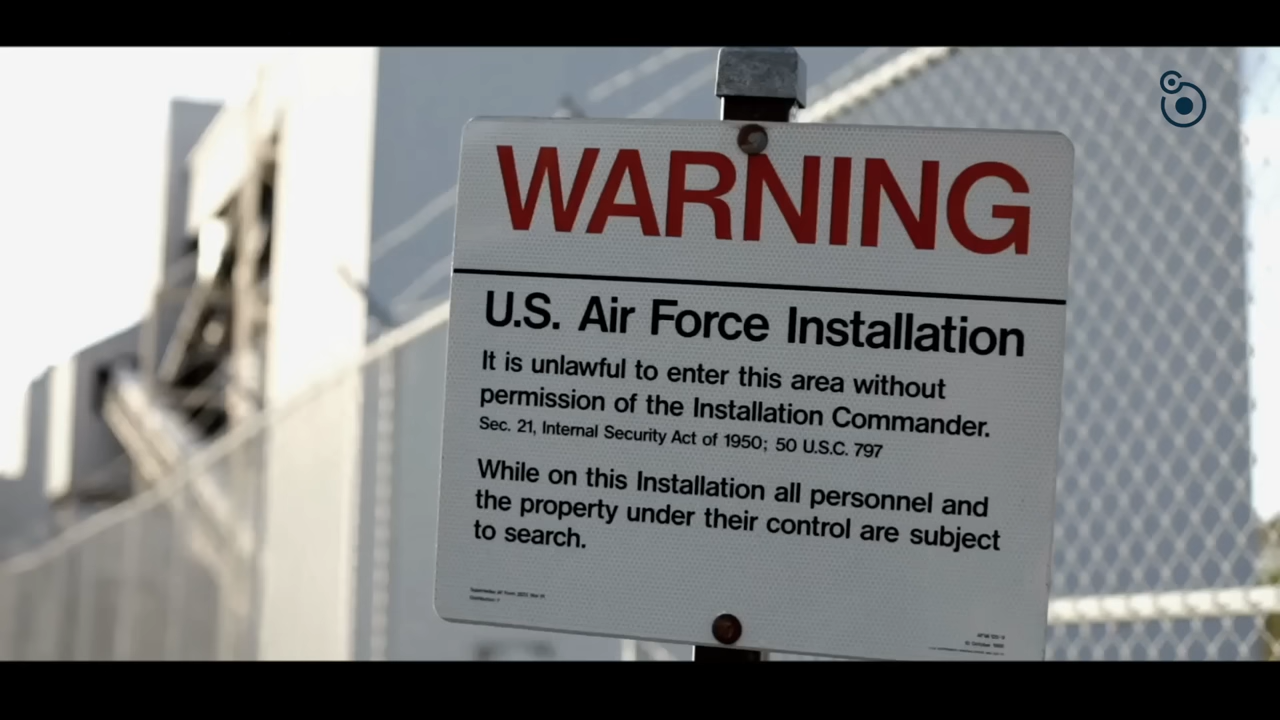 WARNING
U.S. Air Force Installation
It is unlawful to enter this area without
permission of the Installation Commander.
Sec. 21, Internal Security Act of 1950; 50 U.S.C. 797
While on this Installation all personnel and
the property under their control are subject
to search.